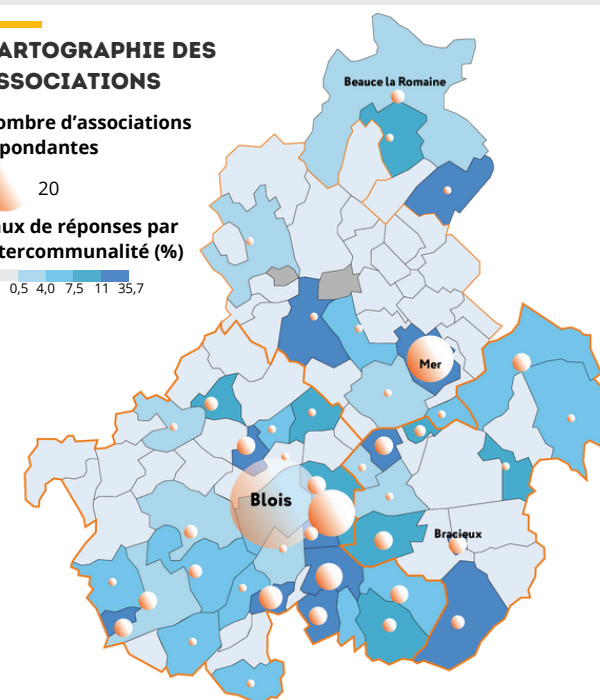 ARTOGRAPHIE DES
SSOCIATIONS
ombre d’associations
pondantes
20
ux de réponses par
tercommunalité (%)
0,5 4,0 7,5 11 35,7
Beauce la Romaine
Mer
Blois
Bracieux